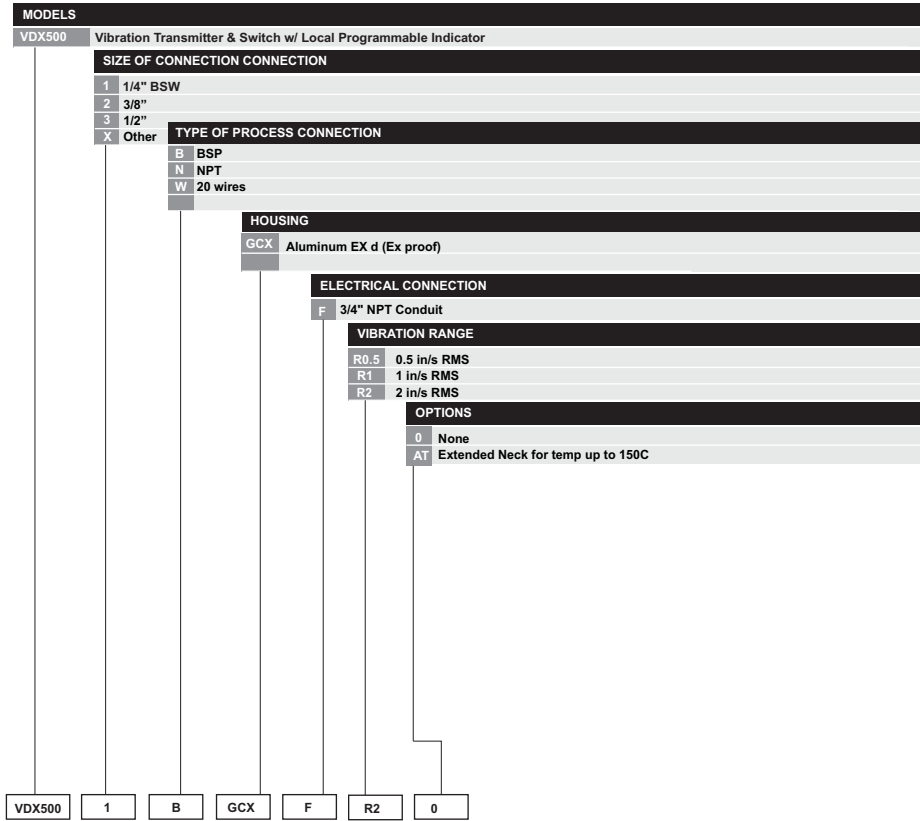 MODELS
VDX500 Vibration Transmitter & Switch w/ Local Programmable Indicator
SIZE OF CONNECTION CONNECTION
1 1/4" BSW
2 3/8”
3 1/2”
X Other
TYPE OF PROCESS CONNECTION
B BSP
N NPT
W 20 wires
HOUSING
GCX Aluminum EX d (Ex proof)
ELECTRICAL CONNECTION
F 3/4" NPT Conduit
VIBRATION RANGE
R0.5 0.5 in/s RMS
R1 1 in/s RMS
R2 2 in/s RMS
OPTIONS
0 None
AT Extended Neck for temp up to 150C
VDX500 1 B GCX F R2 0